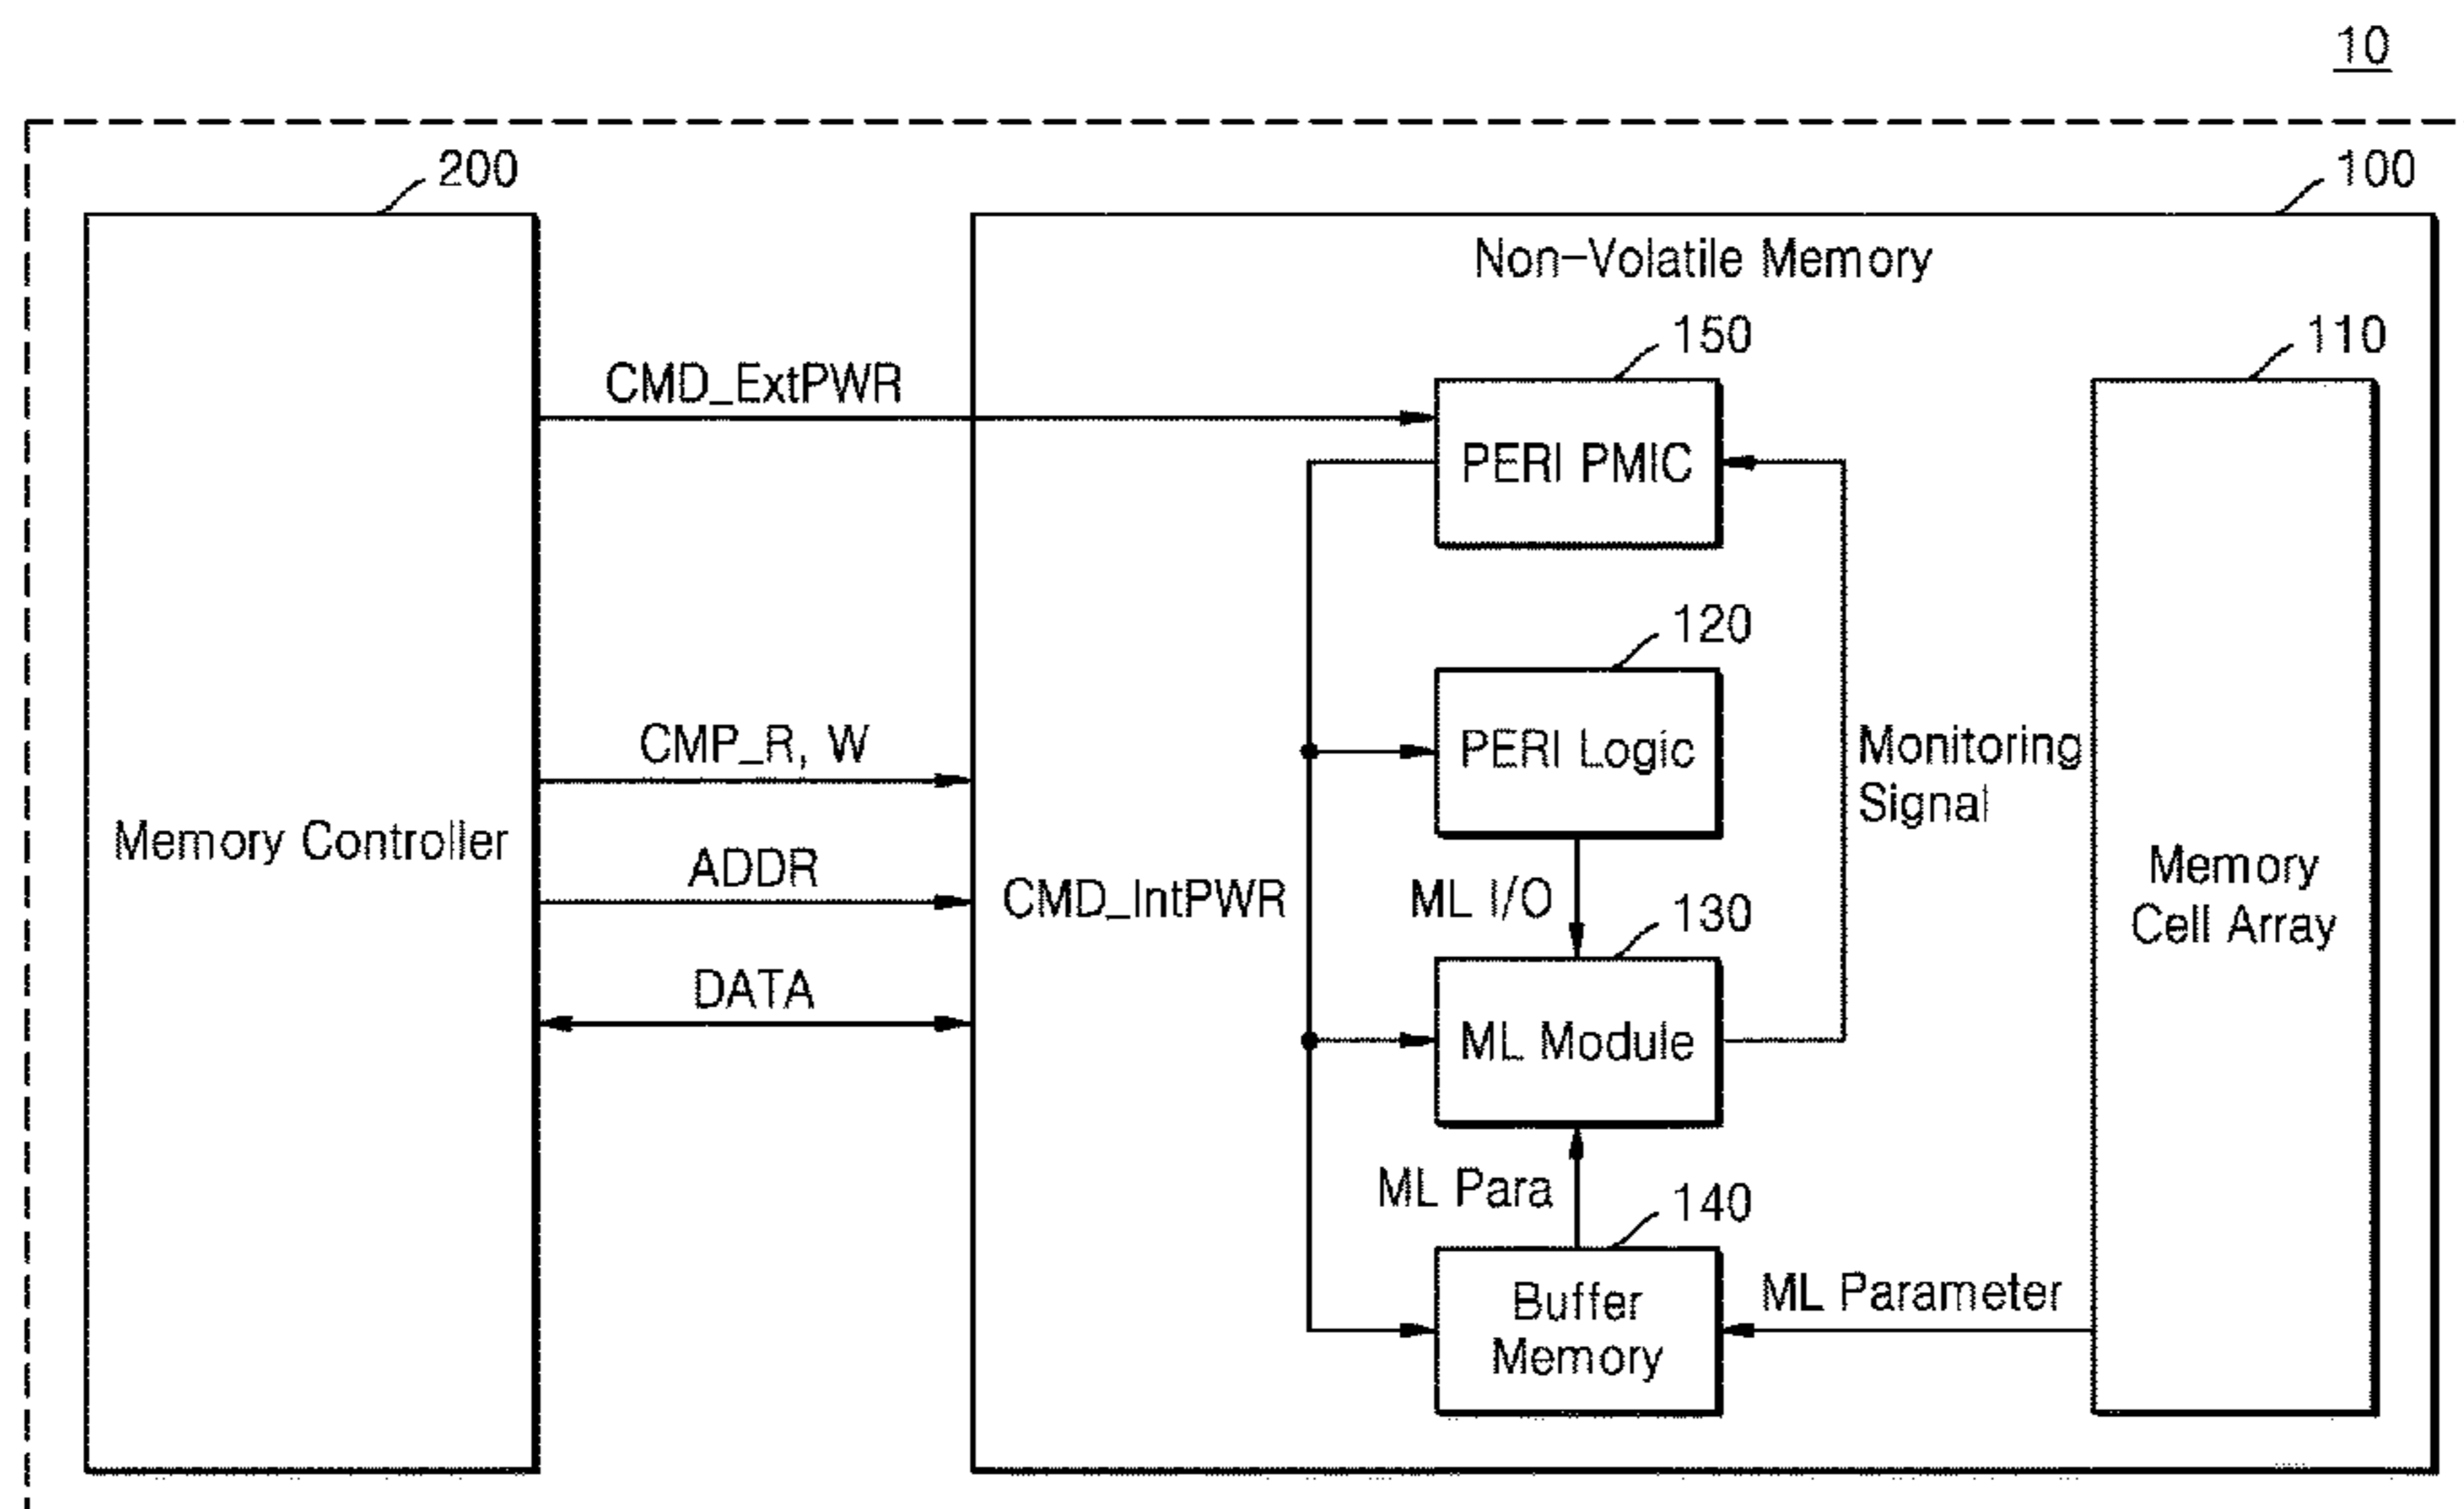 10
200
100
Non-Volatile Memory
150
110
CMD_ExtPWR
PERI PMIC
120
CMP_R, W
PERI Logic
Monitoring
Signal
Memory Controller
ADDR
CMD_IntPWR
ML I/O
130
Memory
Cell Array
DATA
ML Module
ML Para
140
Buffer
Memory
ML Parameter